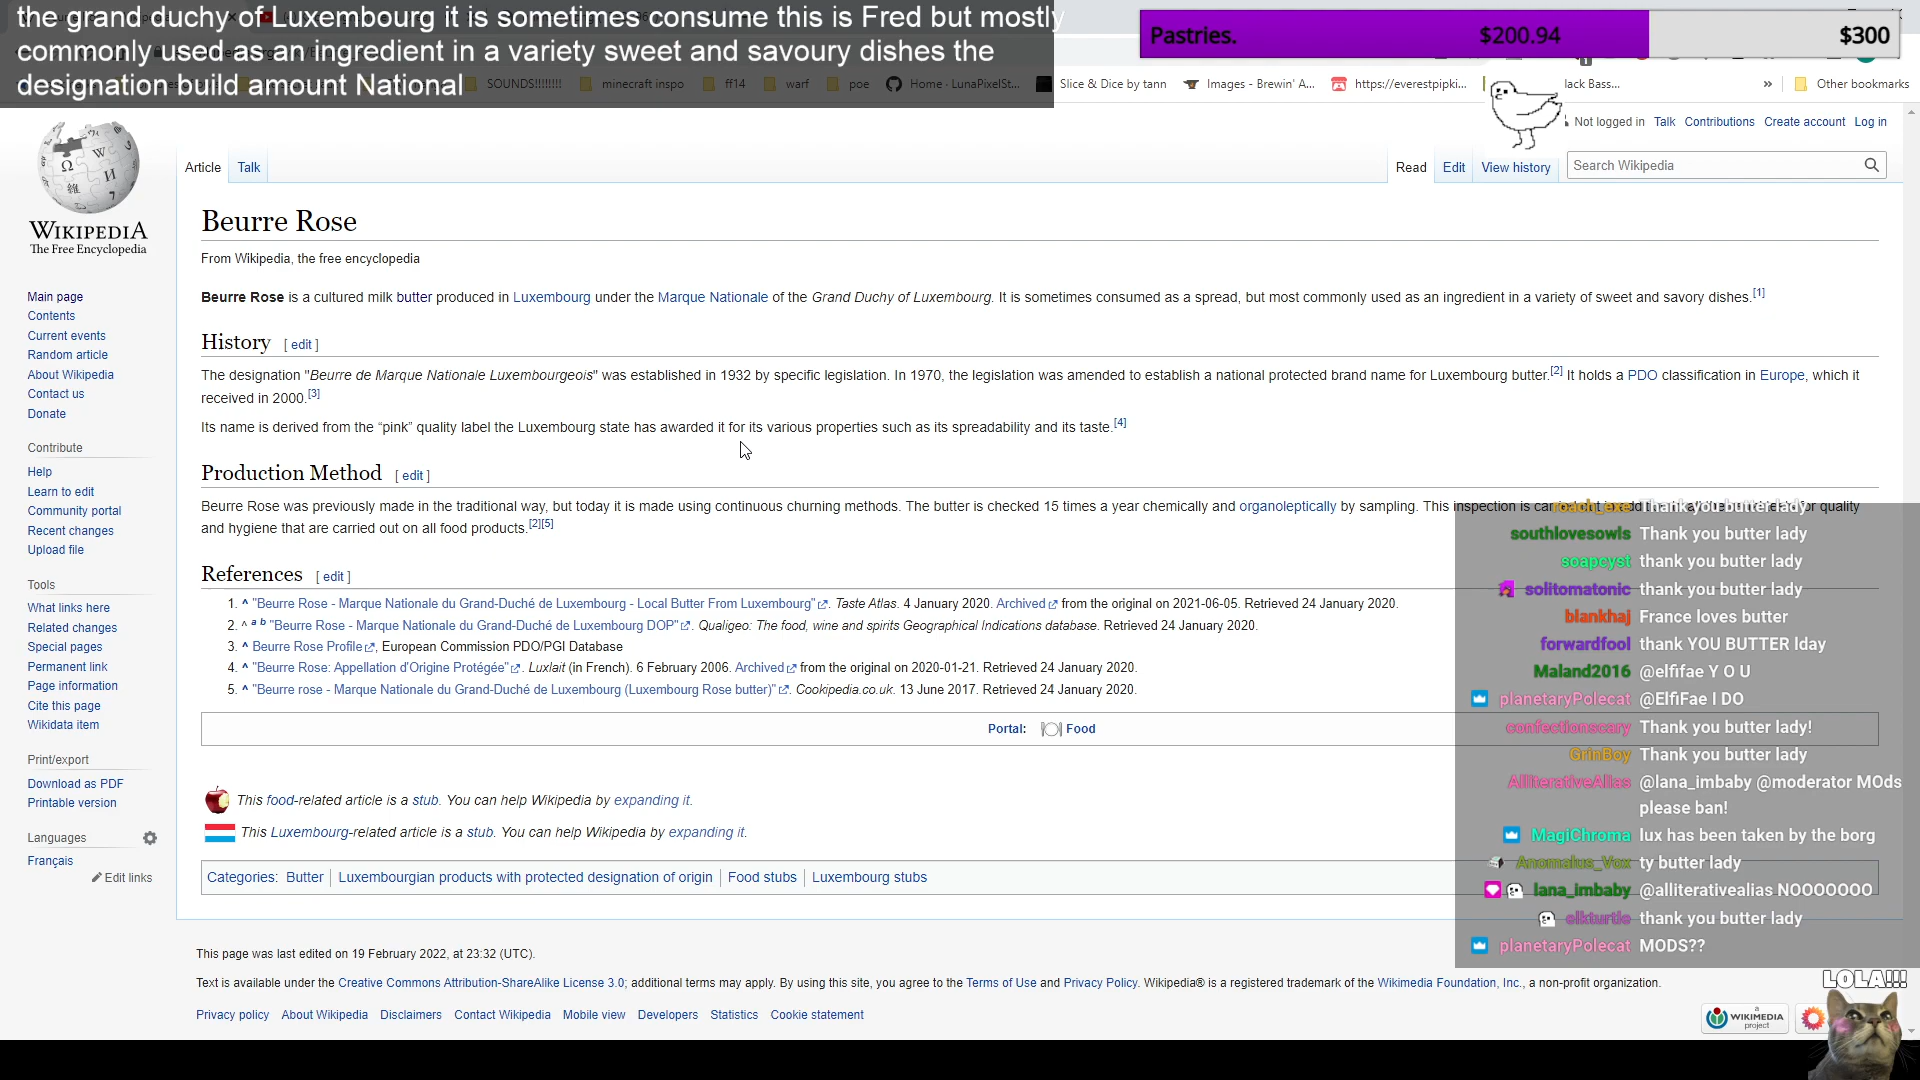 the grand duchy of Luxembourg it is sometimes consume this is Fred but mostly
commonly used as an ingredient in a variety sweet and savoury dishes the
designation build amount National
Pastries. $200.94 $300
SOUNDS!!!!!!!! minecraft inspo ff14 warf poe Home · LunaPixelSt... Slice & Dice by tann Images - Brewin' A... https://everestpipki... lack Bass... » Other bookmarks
Not logged in Talk Contributions Create account Log in
Article Talk Read Edit View history Search Wikipedia
WIKIPEDIA
The Free Encyclopedia
Main page
Contents
Current events
Random article
About Wikipedia
Contact us
Donate
Contribute
Help
Learn to edit
Community portal
Recent changes
Upload file
Tools
What links here
Related changes
Special pages
Permanent link
Page information
Cite this page
Wikidata item
Print/export
Download as PDF
Printable version
Languages
Français
Edit links
Beurre Rose
From Wikipedia, the free encyclopedia
Beurre Rose is a cultured milk butter produced in Luxembourg under the Marque Nationale of the Grand Duchy of Luxembourg. It is sometimes consumed as a spread, but most commonly used as an ingredient in a variety of sweet and savory dishes.[1]
History [ edit ]
The designation "Beurre de Marque Nationale Luxembourgeois" was established in 1932 by specific legislation. In 1970, the legislation was amended to establish a national protected brand name for Luxembourg butter.[2] It holds a PDO classification in Europe, which it
received in 2000.[3]
Its name is derived from the “pink” quality label the Luxembourg state has awarded it for its various properties such as its spreadability and its taste.[4]
Production Method [ edit ]
Beurre Rose was previously made in the traditional way, but today it is made using continuous churning methods. The butter is checked 15 times a year chemically and organoleptically by sampling. This inspection is quality
and hygiene that are carried out on all food products.[2][5]
References [ edit ]
1. ^ "Beurre Rose - Marque Nationale du Grand-Duché de Luxembourg - Local Butter From Luxembourg". Taste Atlas. 4 January 2020. Archived from the original on 2021-06-05. Retrieved 24 January 2020.
2. ^ a b "Beurre Rose - Marque Nationale du Grand-Duché de Luxembourg DOP". Qualigeo: The food, wine and spirits Geographical Indications database. Retrieved 24 January 2020.
3. ^ Beurre Rose Profile, European Commission PDO/PGI Database
4. ^ "Beurre Rose: Appellation d'Origine Protégée". Luxlait (in French). 6 February 2006. Archived from the original on 2020-01-21. Retrieved 24 January 2020.
5. ^ "Beurre rose - Marque Nationale du Grand-Duché de Luxembourg (Luxembourg Rose butter)". Cookipedia.co.uk. 13 June 2017. Retrieved 24 January 2020.
Portal: Food
This food-related article is a stub. You can help Wikipedia by expanding it.
This Luxembourg-related article is a stub. You can help Wikipedia by expanding it.
Categories: Butter | Luxembourgian products with protected designation of origin | Food stubs | Luxembourg stubs
This page was last edited on 19 February 2022, at 23:32 (UTC).
Text is available under the Creative Commons Attribution-ShareAlike License 3.0; additional terms may apply. By using this site, you agree to the Terms of Use and Privacy Policy. Wikipedia® is a registered trademark of the Wikimedia Foundation, Inc., a non-profit organization.
Privacy policy About Wikipedia Disclaimers Contact Wikipedia Mobile view Developers Statistics Cookie statement
roach_exe Thank you butter lady
southlovesowls Thank you butter lady
soapcyst thank you butter lady
solitomatonic thank you butter lady
blankhaj France loves butter
forwardfool thank YOU BUTTER lday
Maland2016 @elfifae Y O U
planetaryPolecat @ElfiFae I DO
confectionscary Thank you butter lady!
GrinBoy Thank you butter lady
AlliterativeAlias @lana_imbaby @moderator MOds
please ban!
MagiChroma lux has been taken by the borg
Anomalus_Vox ty butter lady
lana_imbaby @alliterativealias NOOOOOOO
elkturtle thank you butter lady
planetaryPolecat MODS??
LOLA!!!
a
WIKIMEDIA
project